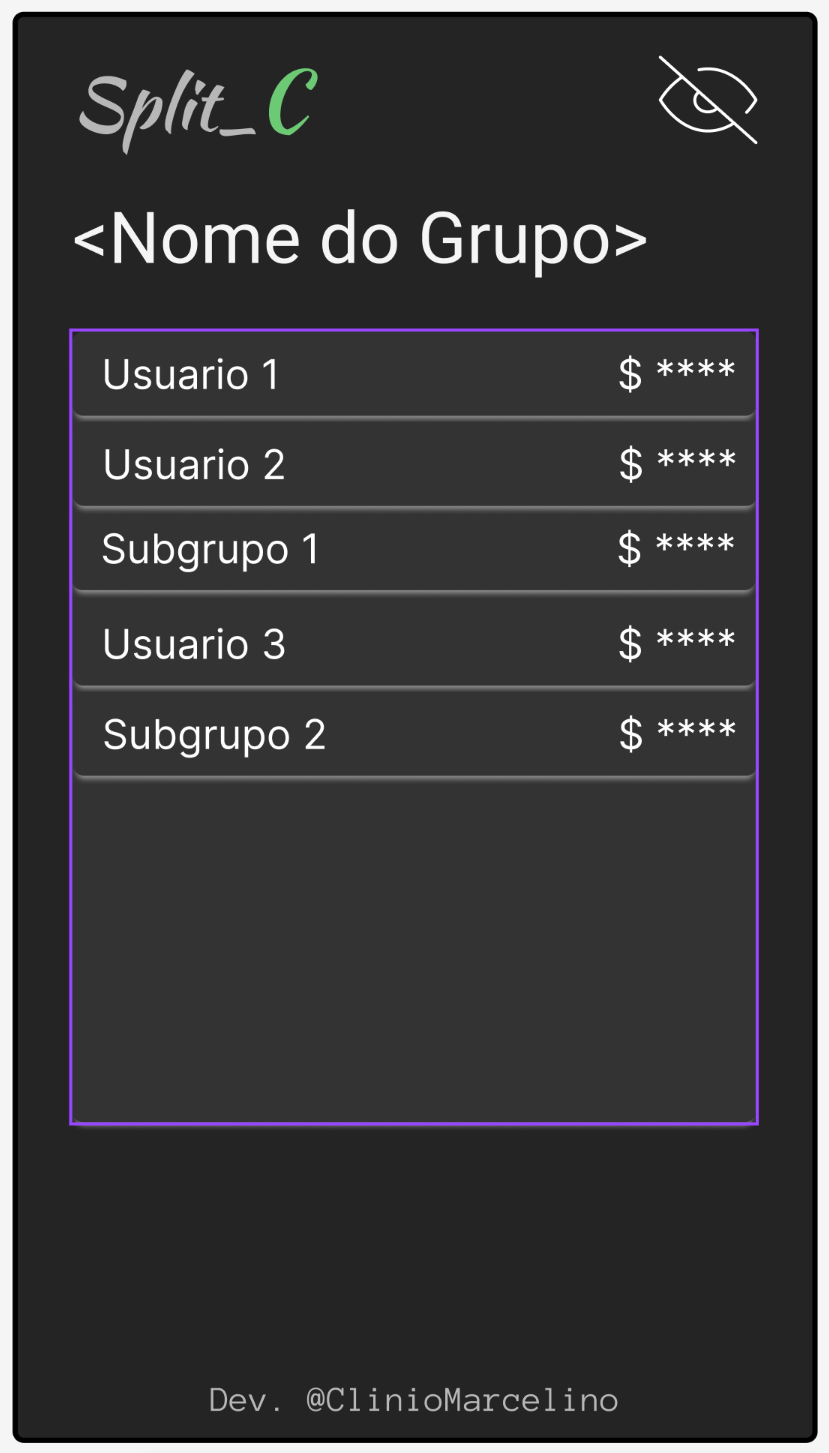 Split_C
<Nome do Grupo>
Usuario 1 $ ****
Usuario 2 $ ****
Subgrupo 1 $ ****
Usuario 3 $ ****
Subgrupo 2 $ ****
Dev. @ClinioMarcelino